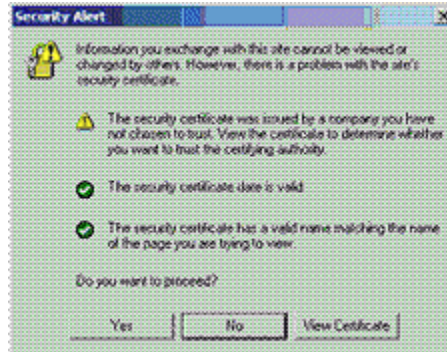 Security Alert
Information you exchange with this site cannot be viewed or
changed by others. However, there is a problem with the site's
security certificate.
The security certificate was issued by a company you have
not chosen to trust. View the certificate to determine whether
you want to trust the certifying authority.
The security certificate date is valid.
The security certificate has a valid name matching the name
of the page you are trying to view.
Do you want to proceed?
Yes
No
View Certificate